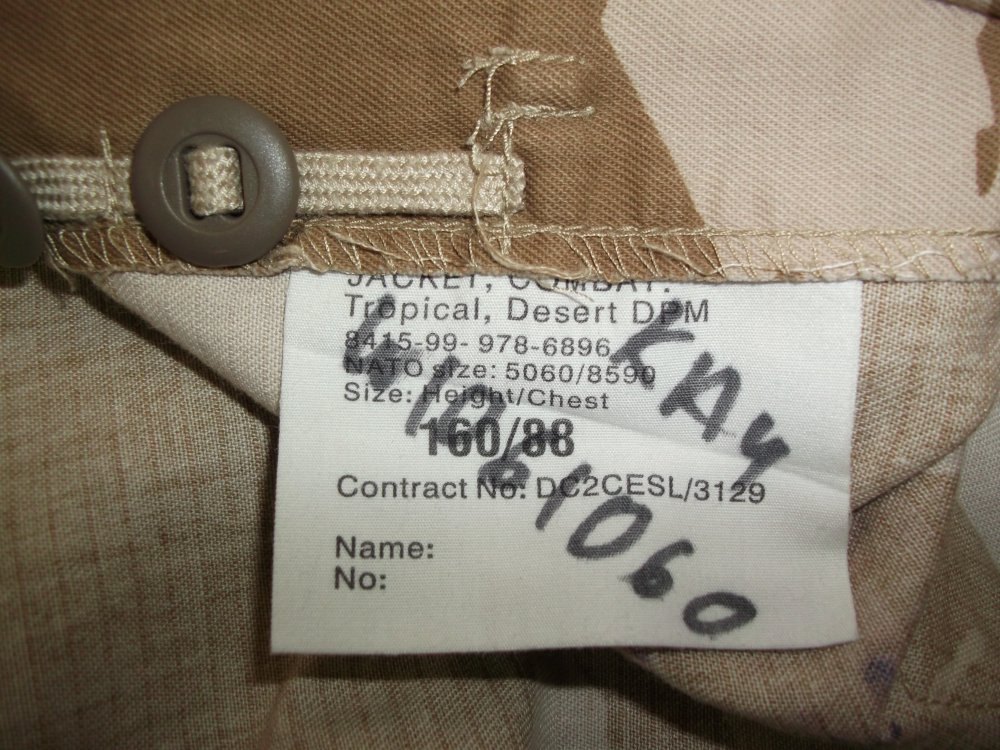 JACKET, COMBAT:
Tropical, Desert DPM
8415-99- 978-6896
NATO size: 5060/8590
Size: Height/Chest
160/88
Contract No: DC2CESL/3129
Name:
No:
KAY